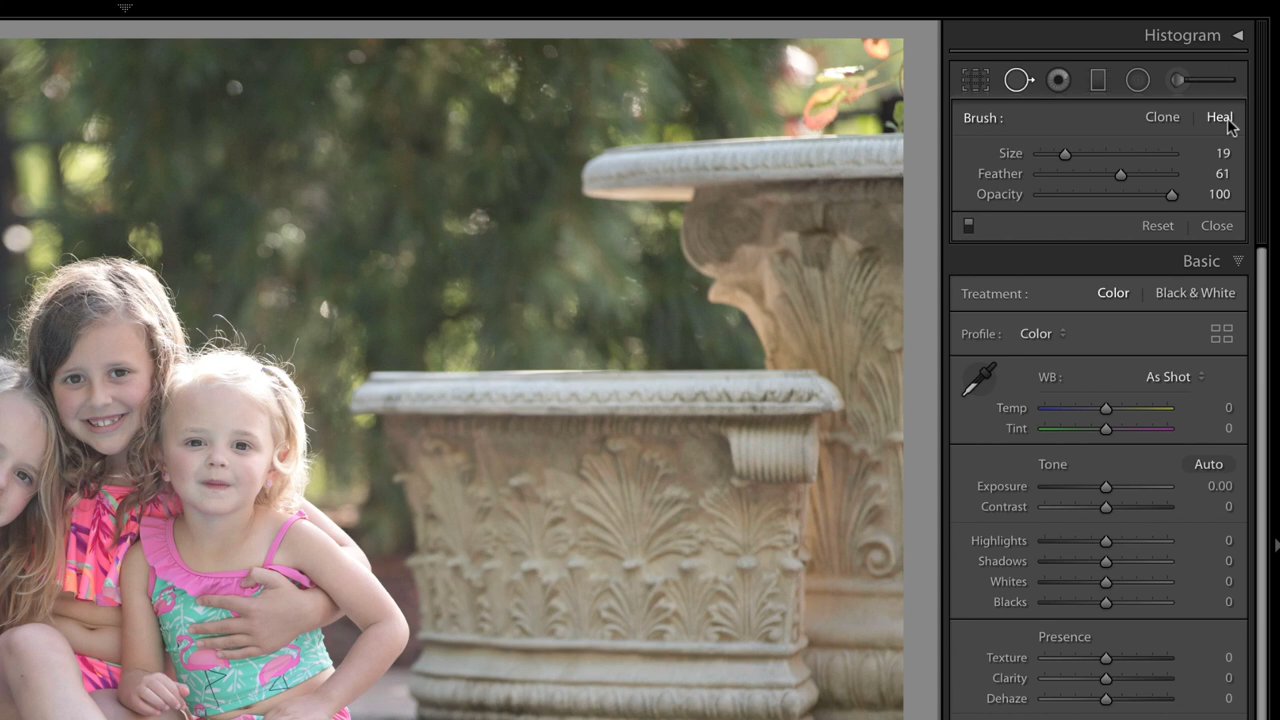 Histogram
Brush : Clone Heal
Size 19
Feather 61
Opacity 100
Reset Close
Basic
Treatment : Color Black & White
Profile : Color
WB : As Shot
Temp 0
Tint 0
Tone Auto
Exposure 0.00
Contrast 0
Highlights 0
Shadows 0
Whites 0
Blacks 0
Presence
Texture 0
Clarity 0
Dehaze 0